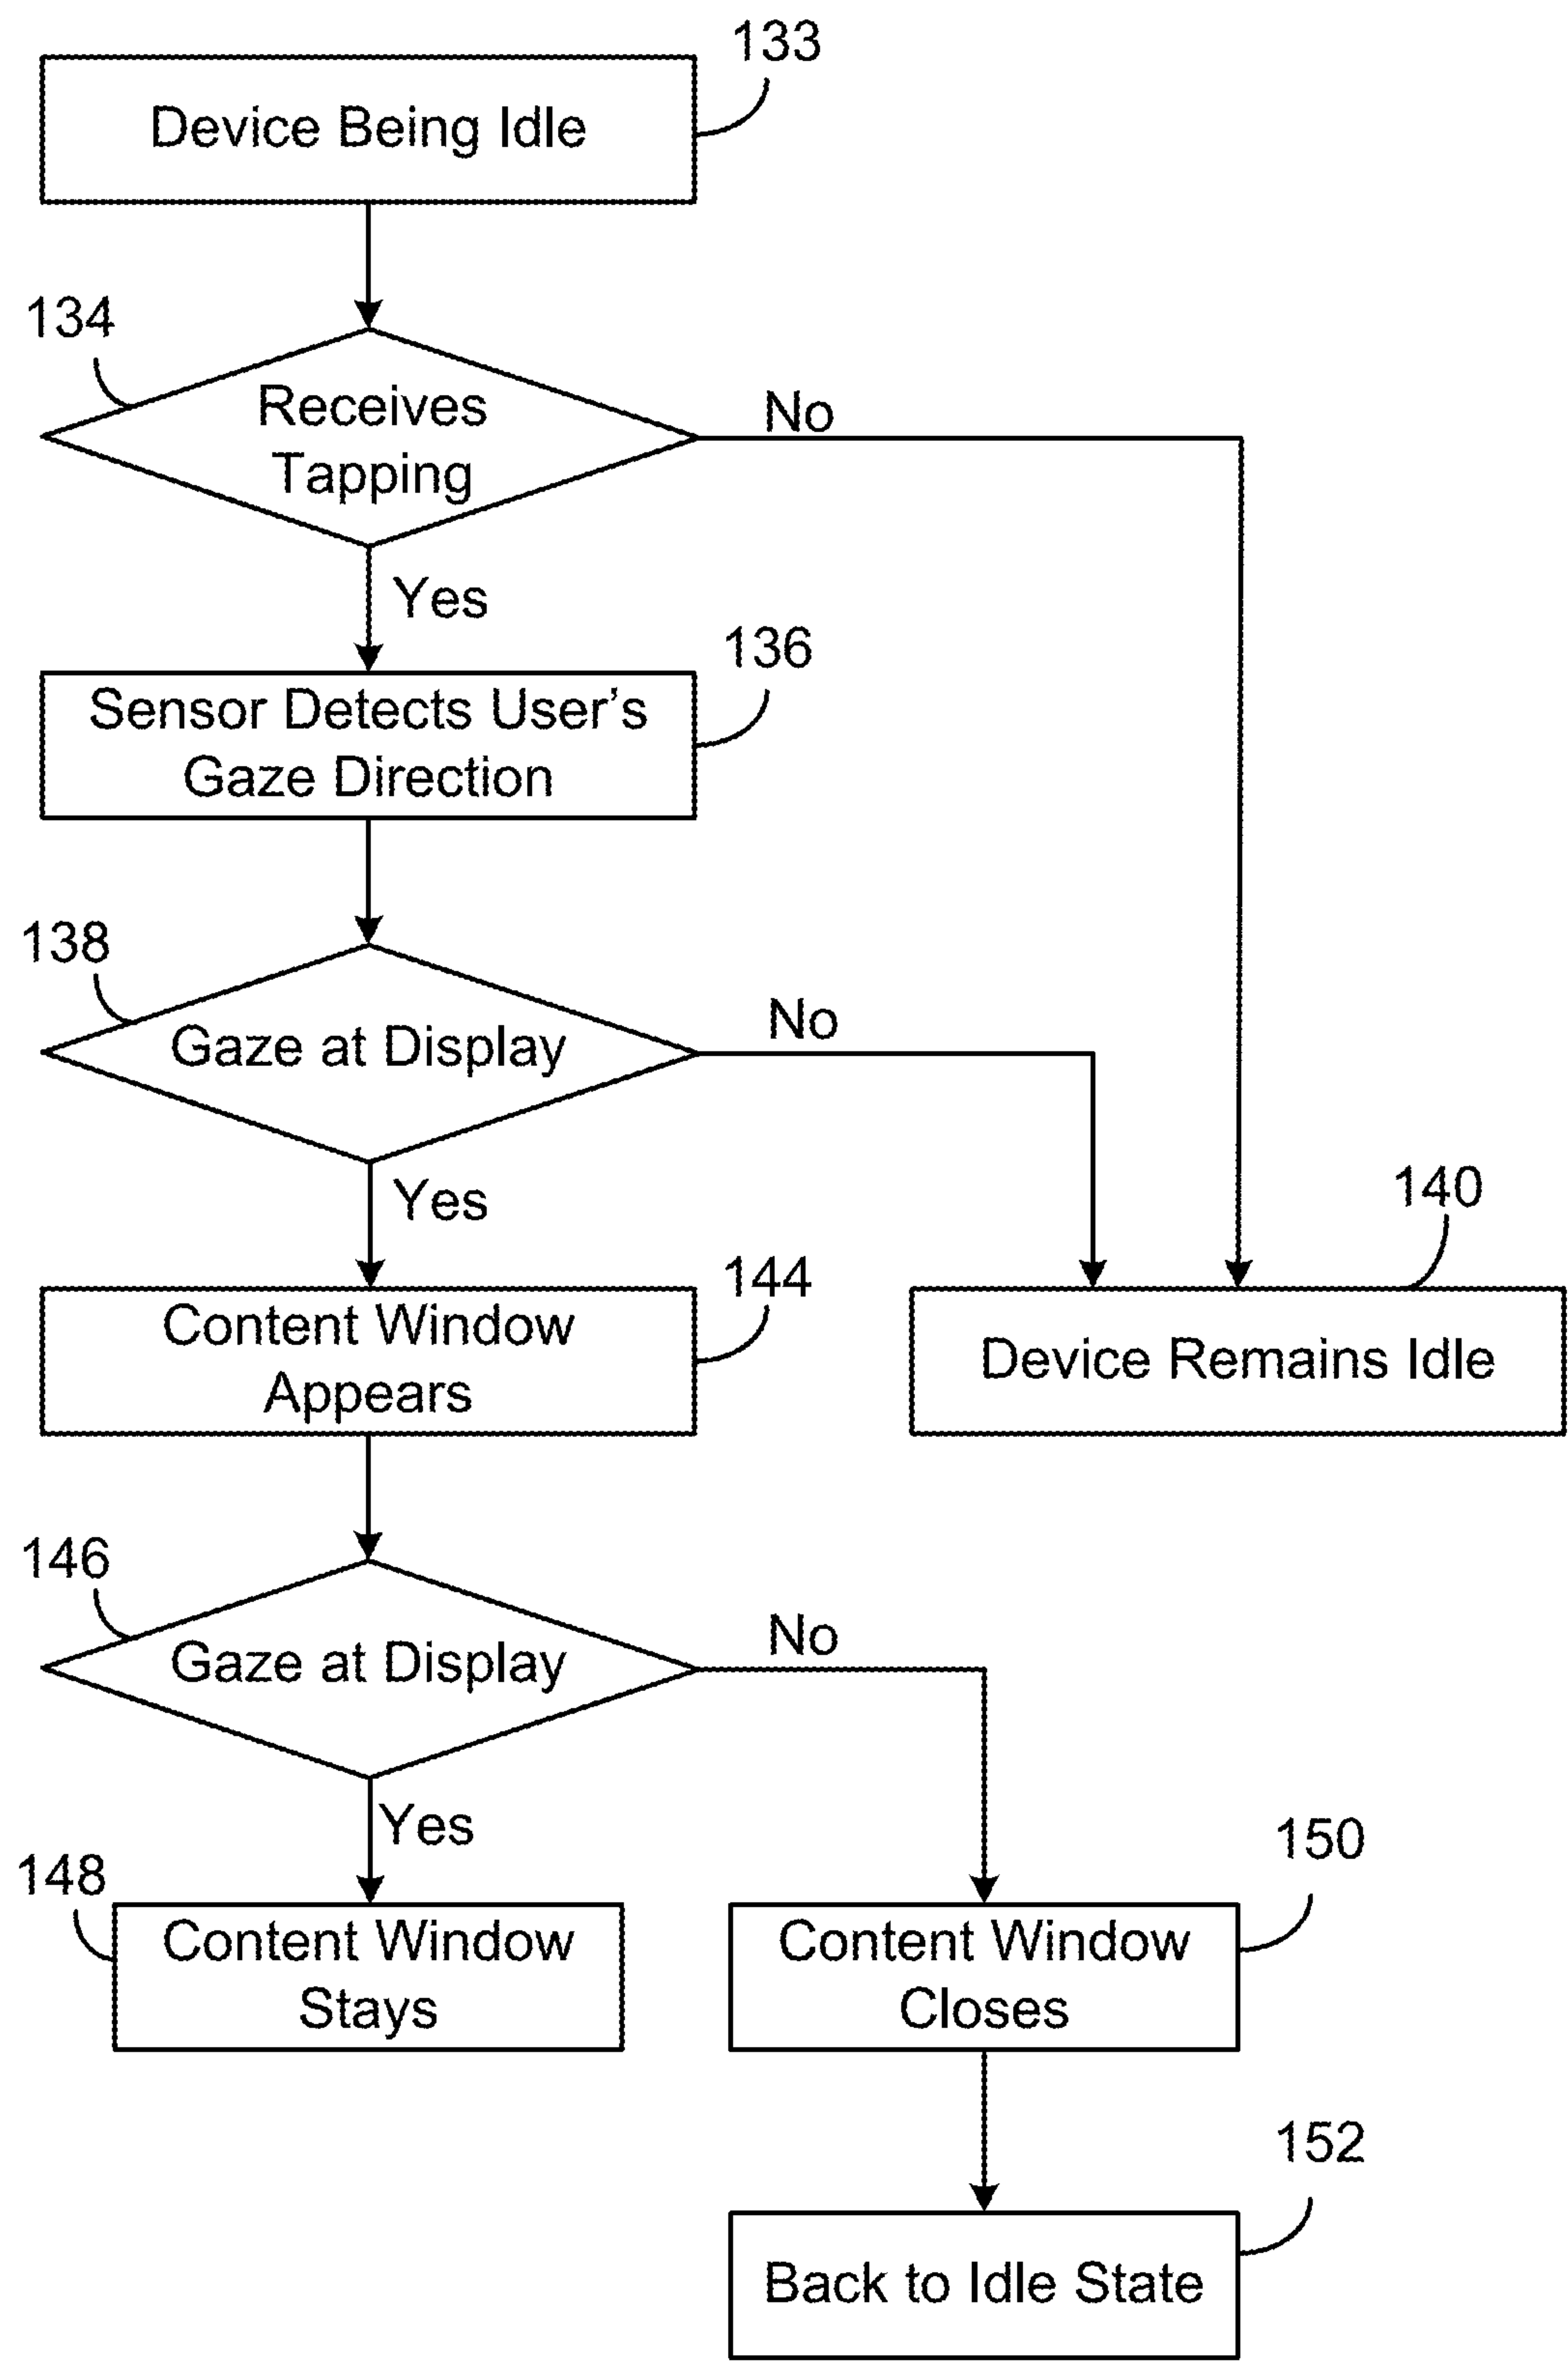 133
Device Being Idle
134
Receives
Tapping
No
Yes
136
Sensor Detects User's
Gaze Direction
138
Gaze at Display
No
Yes
140
144
Content Window
Appears
Device Remains Idle
146
Gaze at Display
No
Yes
148
150
Content Window
Stays
Content Window
Closes
152
Back to Idle State